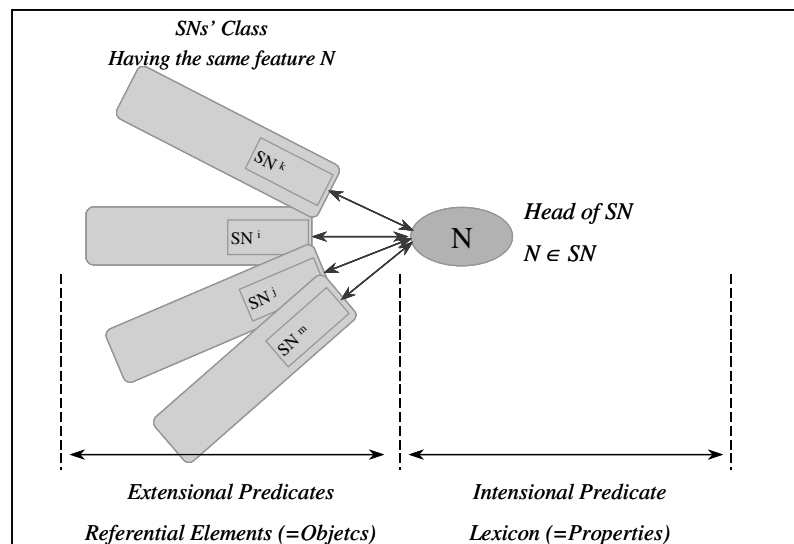 SNs' Class
Having the same feature N
SN k
SN i
SN j
SN m
N
Head of SN
N ∈ SN
Extensional Predicates
Referential Elements (=Objetcs)
Intensional Predicate
Lexicon (=Properties)